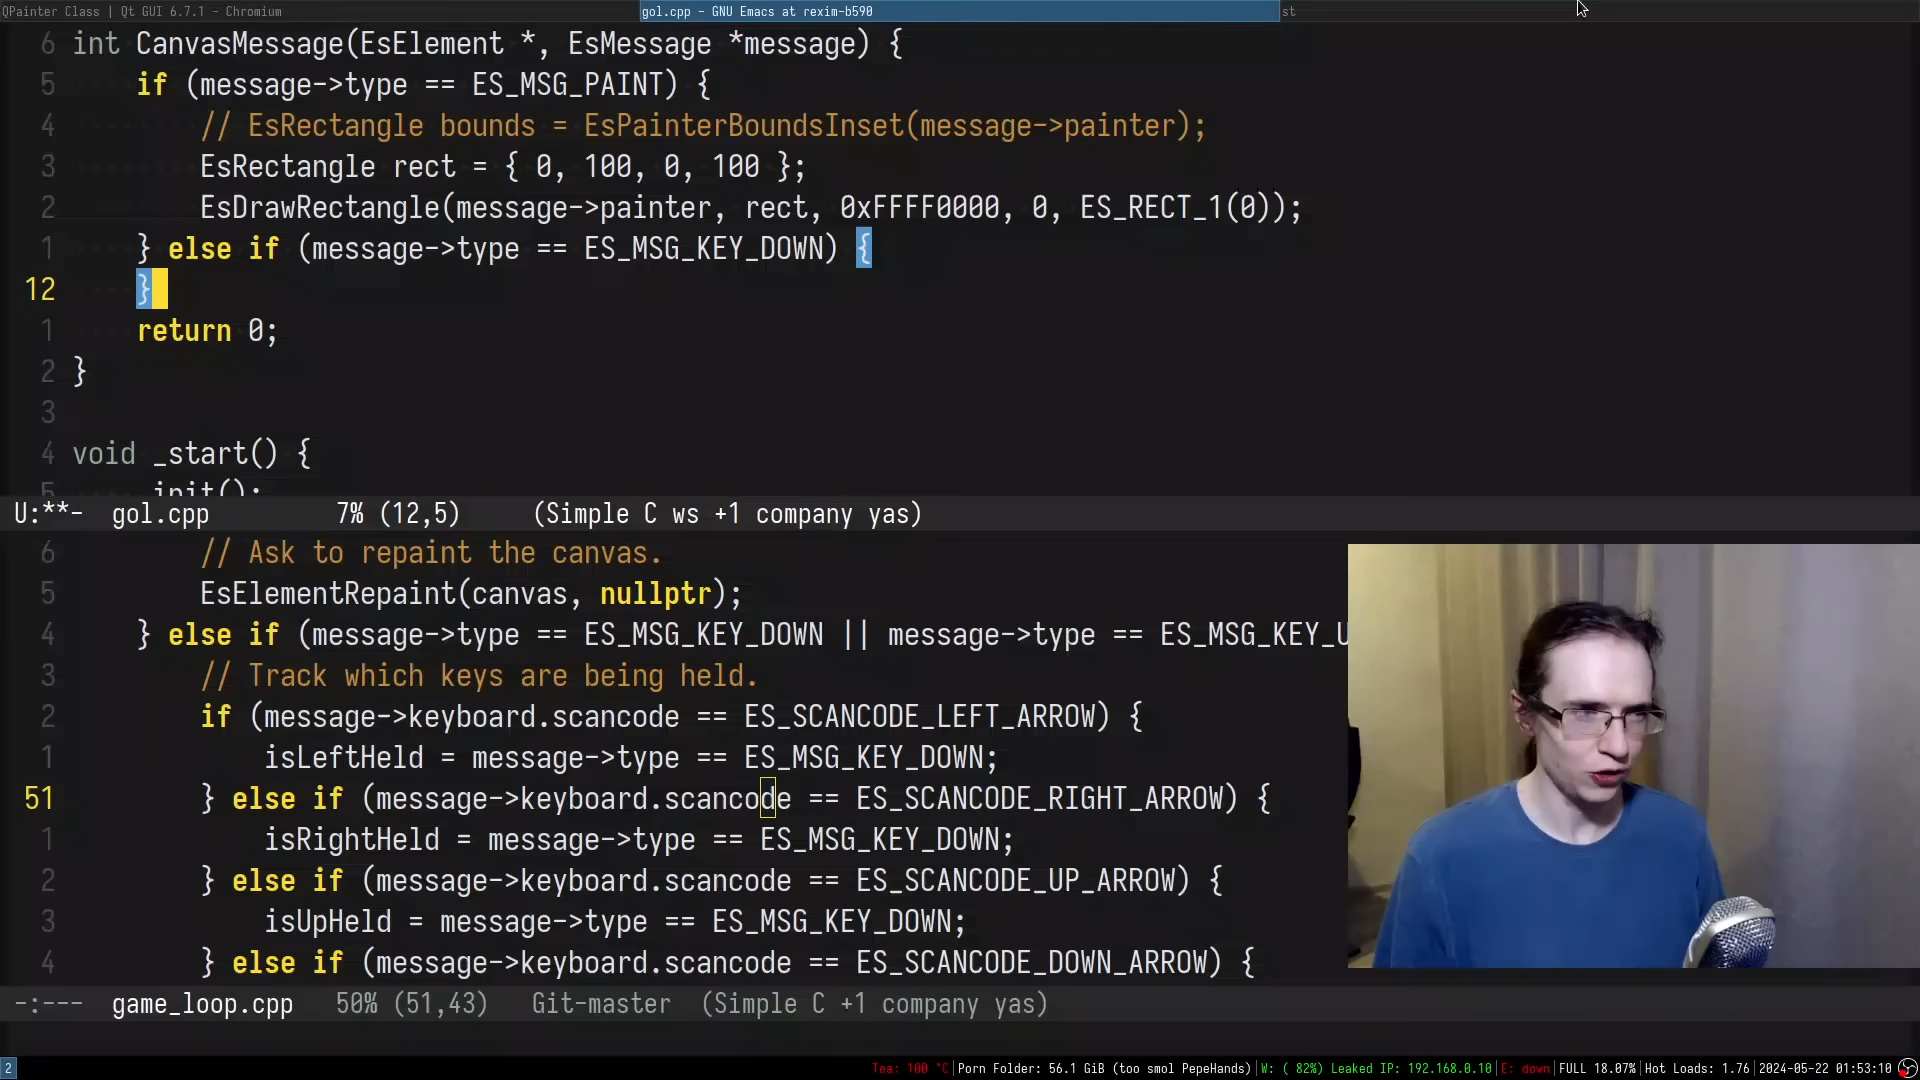 QPainter Class | Qt GUI 6.7.1 - Chromium
gol.cpp - GNU Emacs at rexim-b590
st
6 int CanvasMessage(EsElement *, EsMessage *message) {
5 if (message->type == ES_MSG_PAINT) {
4 // EsRectangle bounds = EsPainterBoundsInset(message->painter);
3 EsRectangle rect = { 0, 100, 0, 100 };
2 EsDrawRectangle(message->painter, rect, 0xFFFF0000, 0, ES_RECT_1(0));
1 } else if (message->type == ES_MSG_KEY_DOWN) {
12 }
1 return 0;
2 }
3
4 void _start() {
5 _init();
U:**- gol.cpp 7% (12,5) (Simple C ws +1 company yas)
6 // Ask to repaint the canvas.
5 EsElementRepaint(canvas, nullptr);
4 } else if (message->type == ES_MSG_KEY_DOWN || message->type == ES_MSG_KEY_U
3 // Track which keys are being held.
2 if (message->keyboard.scancode == ES_SCANCODE_LEFT_ARROW) {
1 isLeftHeld = message->type == ES_MSG_KEY_DOWN;
51 } else if (message->keyboard.scancode == ES_SCANCODE_RIGHT_ARROW) {
1 isRightHeld = message->type == ES_MSG_KEY_DOWN;
2 } else if (message->keyboard.scancode == ES_SCANCODE_UP_ARROW) {
3 isUpHeld = message->type == ES_MSG_KEY_DOWN;
4 } else if (message->keyboard.scancode == ES_SCANCODE_DOWN_ARROW) {
-:--- game_loop.cpp 50% (51,43) Git-master (Simple C +1 company yas)
2
Tea: 100 °C|Porn Folder: 56.1 GiB (too smol PepeHands)|W: ( 82%) Leaked IP: 192.168.0.10|E: down|FULL 18.07%|Hot Loads: 1.76|2024-05-22 01:53:10